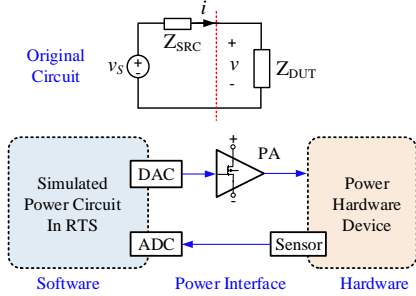 Original
Circuit
i
Z_SRC
v_S
+
-
+
v
-
Z_DUT
Simulated
Power Circuit
In RTS
DAC
ADC
+
PA
-
Power
Hardware
Device
Sensor
Software
Power Interface
Hardware